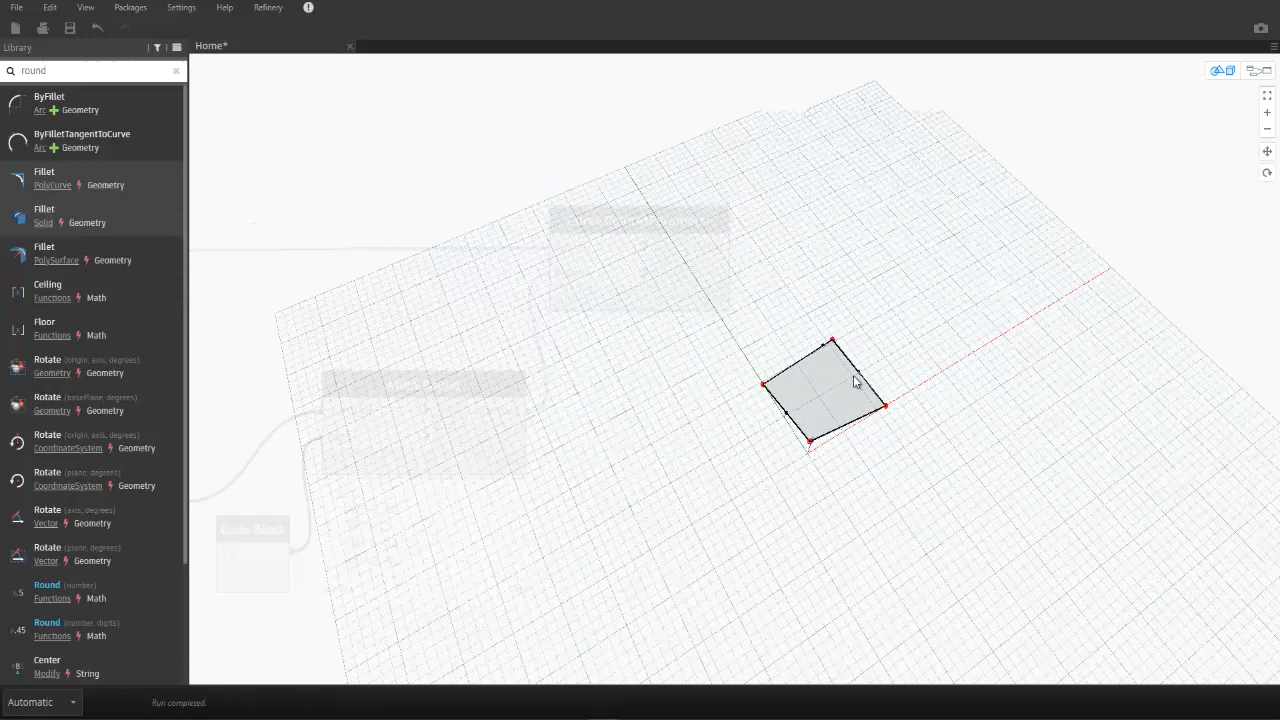 File Edit View Packages Settings Help Refinery
Library
Home*
round
ByFillet
Arc Geometry
ByFilletTangentToCurve
Arc Geometry
Fillet
PolyCurve Geometry
Fillet
Solid Geometry
Fillet
PolySurface Geometry
Ceiling
Functions Math
Floor
Functions Math
Rotate (origin, axis, degrees)
Geometry Geometry
Rotate (basePlane, degrees)
Geometry Geometry
Rotate (origin, axis, degrees)
CoordinateSystem Geometry
Rotate (plane, degrees)
CoordinateSystem Geometry
Rotate (axis, degrees)
Vector Geometry
Rotate (plane, degrees)
Vector Geometry
Round (number)
Functions Math
Round (number, digits)
Functions Math
Center
Modify String
Code Block
Automatic
Run completed.